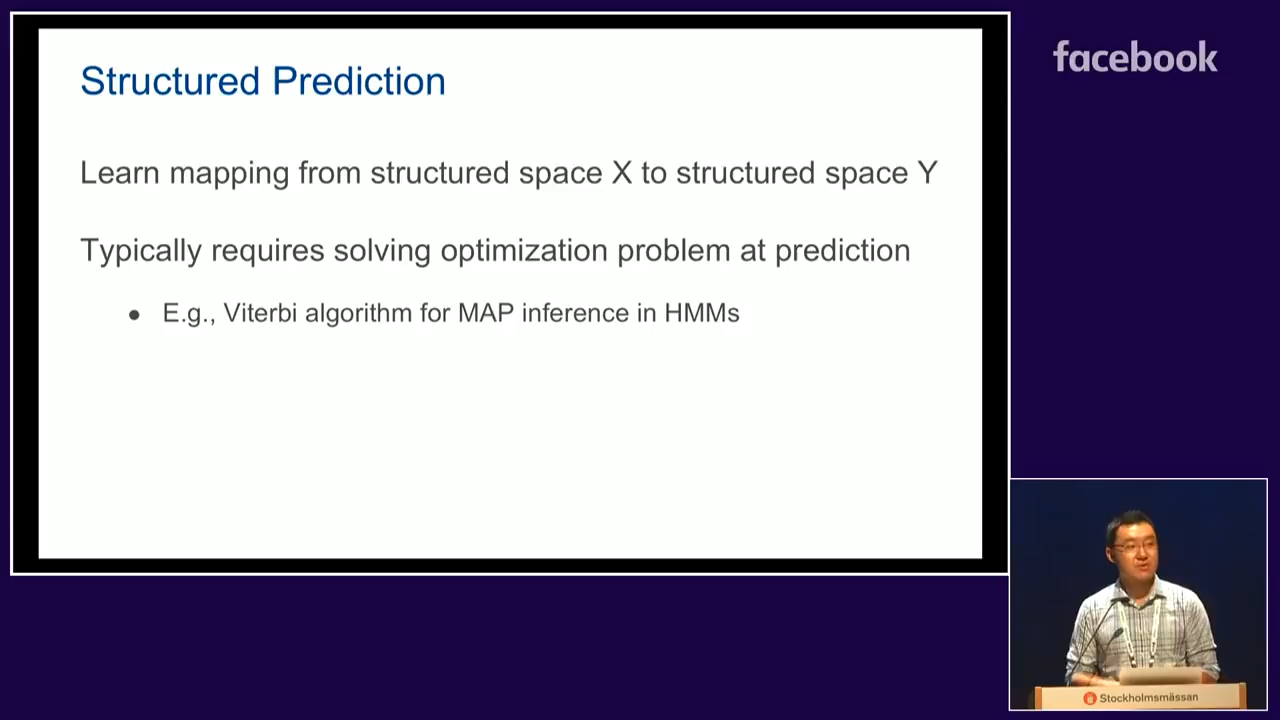 Structured Prediction
facebook
Learn mapping from structured space X to structured space Y
Typically requires solving optimization problem at prediction
● E.g., Viterbi algorithm for MAP inference in HMMs
Stockholmsmässan